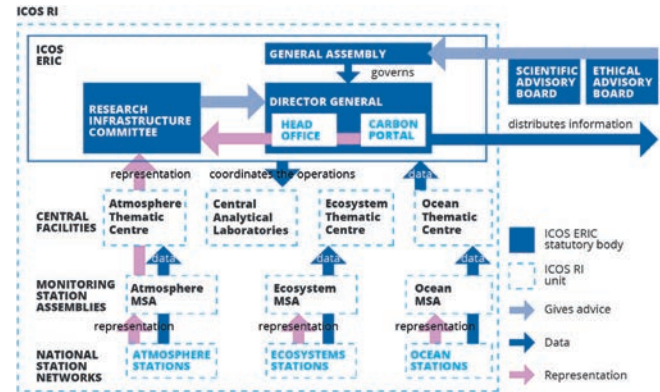 ICOS RI
ICOS
ERIC
GENERAL ASSEMBLY
governs
SCIENTIFIC
ADVISORY
BOARD
ETHICAL
ADVISORY
BOARD
RESEARCH
INFRASTRUCTURE
COMMITTEE
DIRECTOR GENERAL
HEAD
OFFICE
CARBON
PORTAL
distributes information
representation
coordinates the operations
data
CENTRAL
FACILITIES
Atmosphere
Thematic
Centre
Central
Analytical
Laboratories
Ecosystem
Thematic
Centre
Ocean
Thematic
Centre
data
data
data
MONITORING
STATION
ASSEMBLIES
Atmosphere
MSA
Ecosystem
MSA
Ocean
MSA
representation
representation
representation
NATIONAL
STATION
NETWORKS
ATMOSPHERE
STATIONS
ECOSYSTEMS
STATIONS
OCEAN
STATIONS
ICOS ERIC
statutory body
ICOS RI
unit
Gives advice
Data
Representation